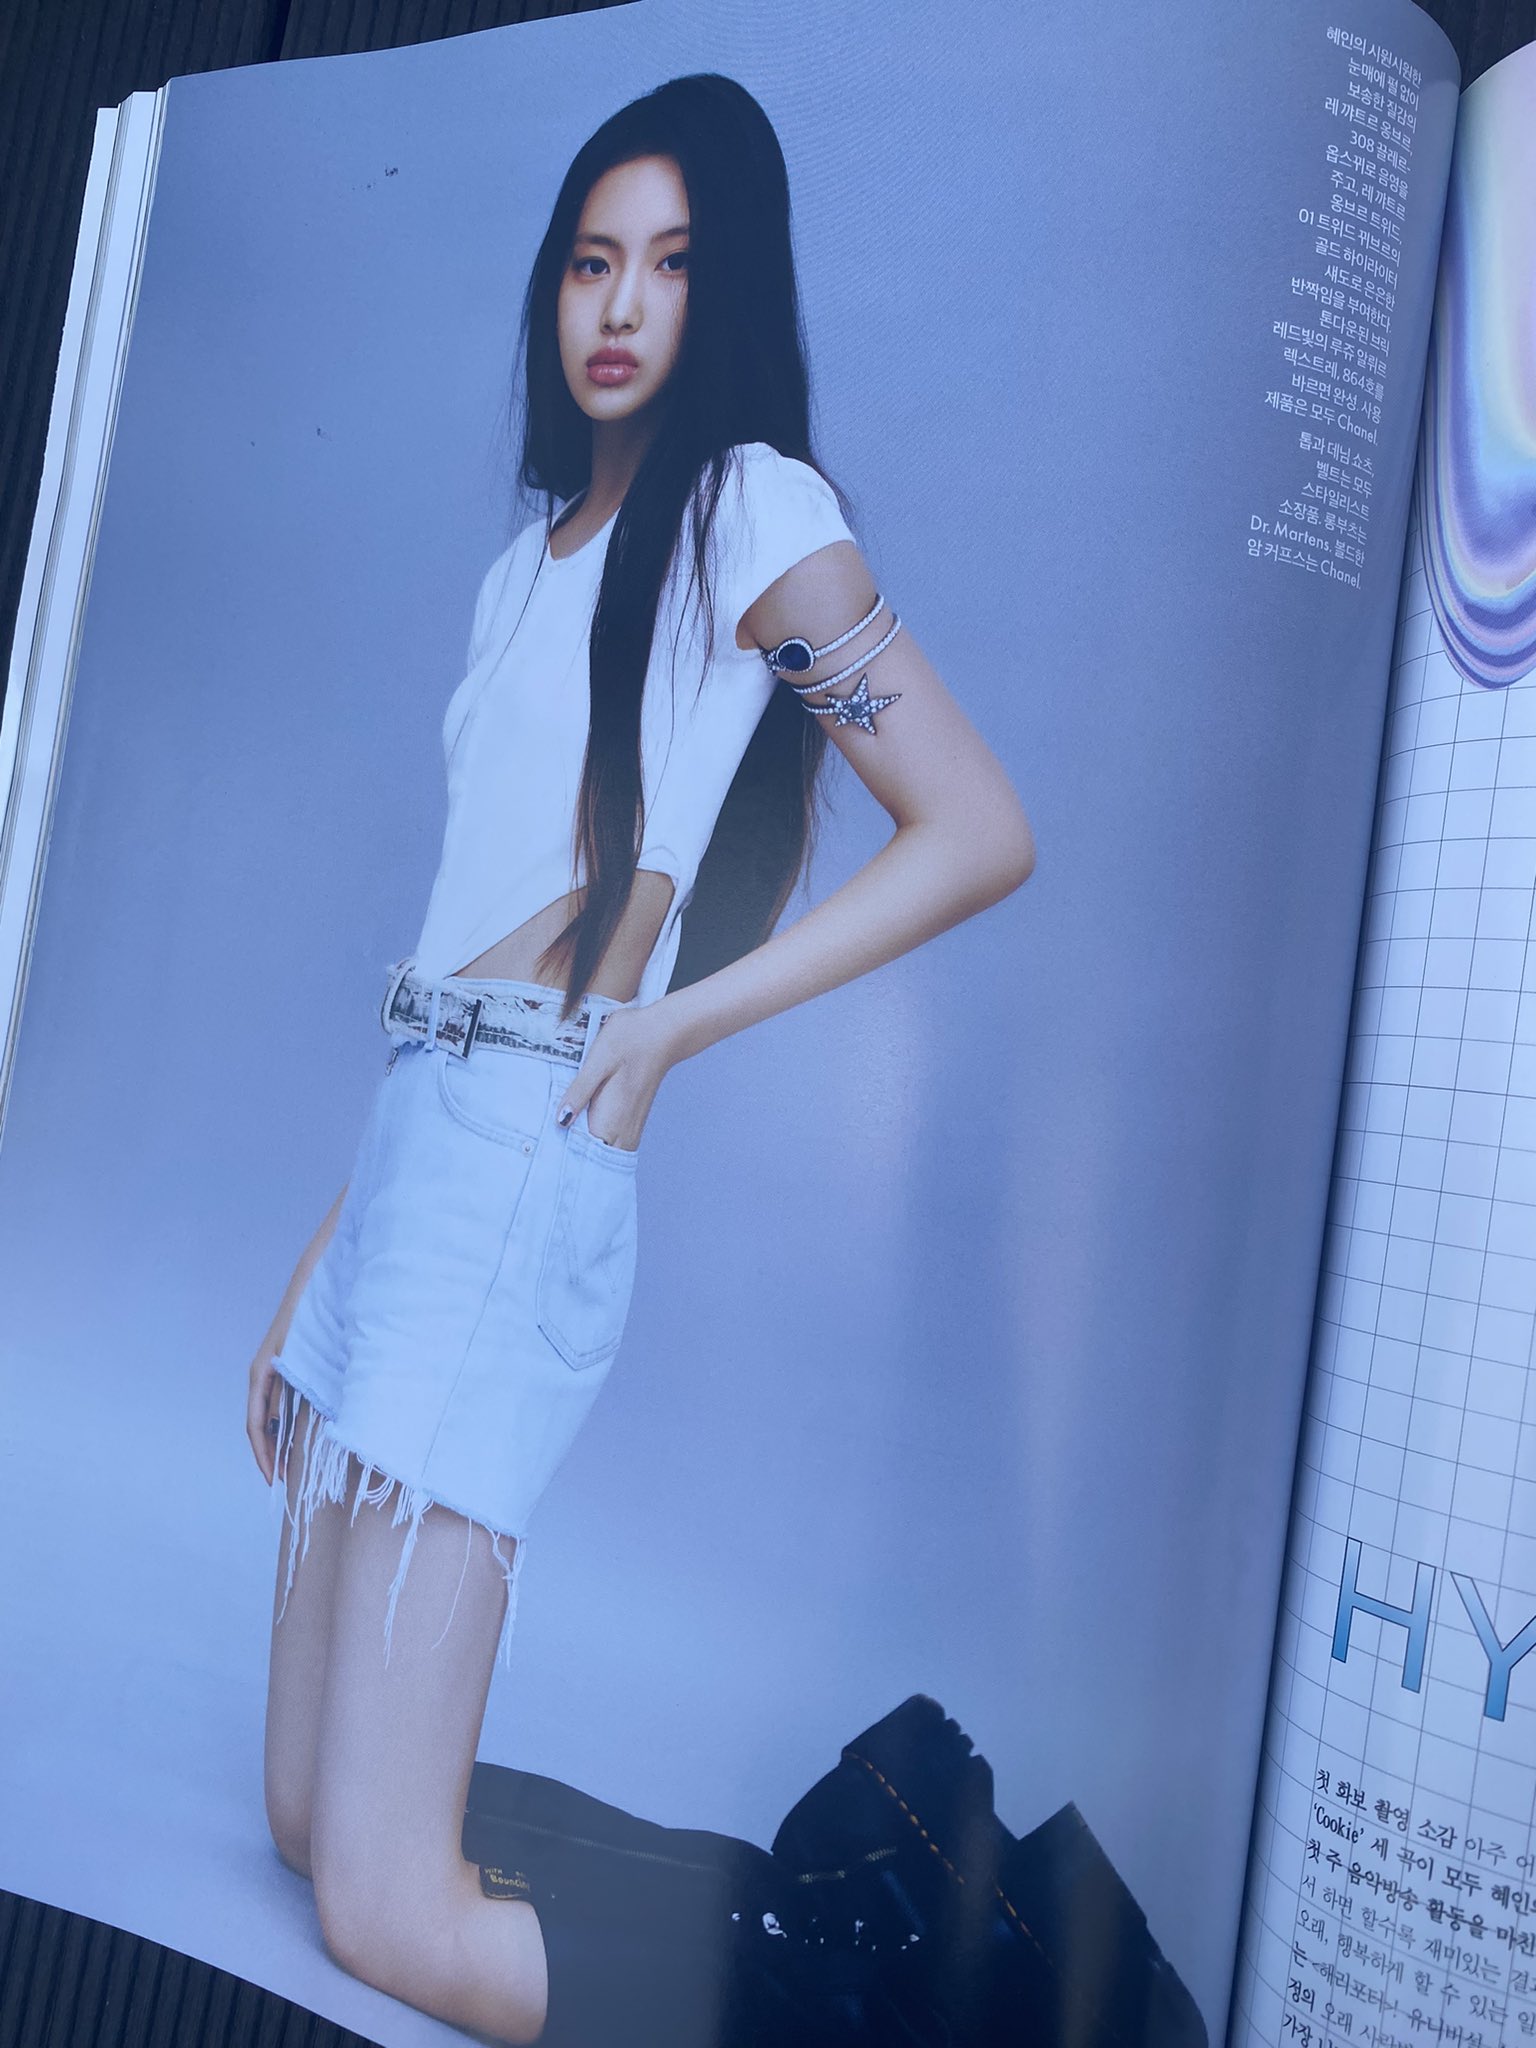 혜인의 시원시원한
눈매에 펄 없이
보송한 질감의
레 꺄트르 옹브르,
308 끌레르-
옵스뀌로 음영을
주고, 레 꺄트르
옹브르 트위드,
01 트위드 뀌브르의
골드 하이라이터
섀도로 은은한
반짝임을 부여한다.
톤다운된 브릭
레드빛의 루쥬 알뤼르
렉스트레, 864호를
바르면 완성. 사용
제품은 모두 Chanel.
톱과 데님 쇼츠,
벨트는 모두
스타일리스트
소장품. 롱부츠는
Dr. Martens. 볼드한
암 커프스는 Chanel.
HY
첫 화보 촬영 소감 아주 어
'Cookie' 세 곡이 모두 혜인의
첫 주 음악방송 활동을 마친
서 하면 할수록 재미있는 결
오래, 행복하게 할 수 있는 일
는 <해리포터>! 유니버설
정의 오래 사랑
가장
Bouncing